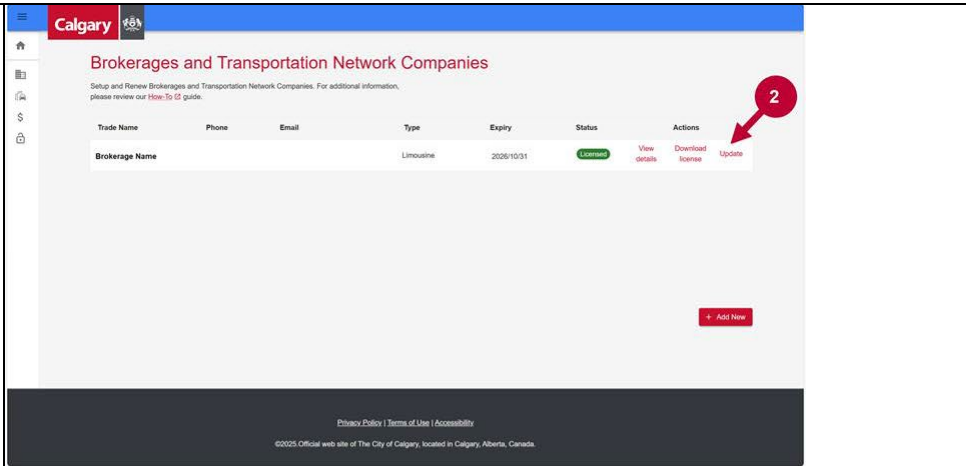 Calgary
Brokerages and Transportation Network Companies
Setup and Renew Brokerages and Transportation Network Companies. For additional information,
please review our How-To guide.
2
Trade Name Phone Email Type Expiry Status Actions
Brokerage Name Limousine 2026/10/31 Licensed View details Download license Update
+ Add New
Privacy Policy | Terms of Use | Accessibility
©2025.Official web site of The City of Calgary, located in Calgary, Alberta, Canada.